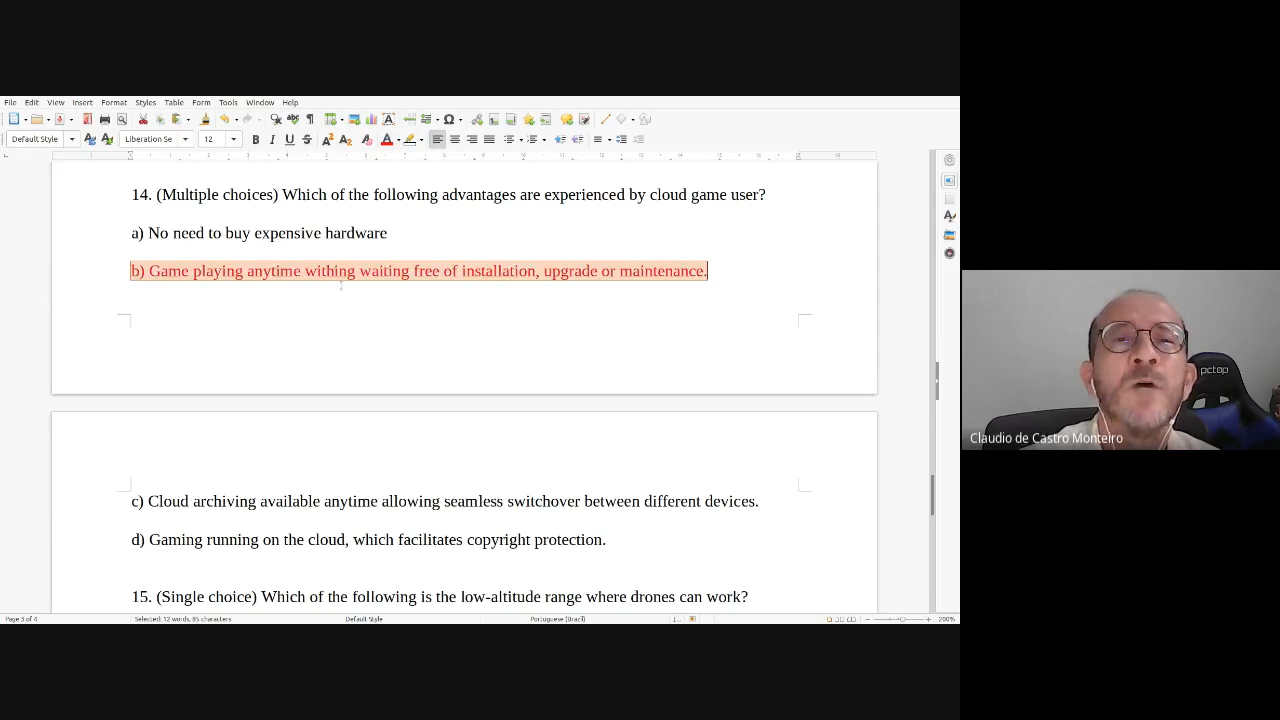 File Edit View Insert Format Styles Table Form Tools Window Help
Default Style Liberation Se 12
14. (Multiple choices) Which of the following advantages are experienced by cloud game user?
a) No need to buy expensive hardware
b) Game playing anytime withing waiting free of installation, upgrade or maintenance.
pctop
Claudio de Castro Monteiro
c) Cloud archiving available anytime allowing seamless switchover between different devices.
d) Gaming running on the cloud, which facilitates copyright protection.
15. (Single choice) Which of the following is the low-altitude range where drones can work?
Page 3 of 4 Selected: 12 words, 85 characters Default Style Portuguese (Brazil) 200%